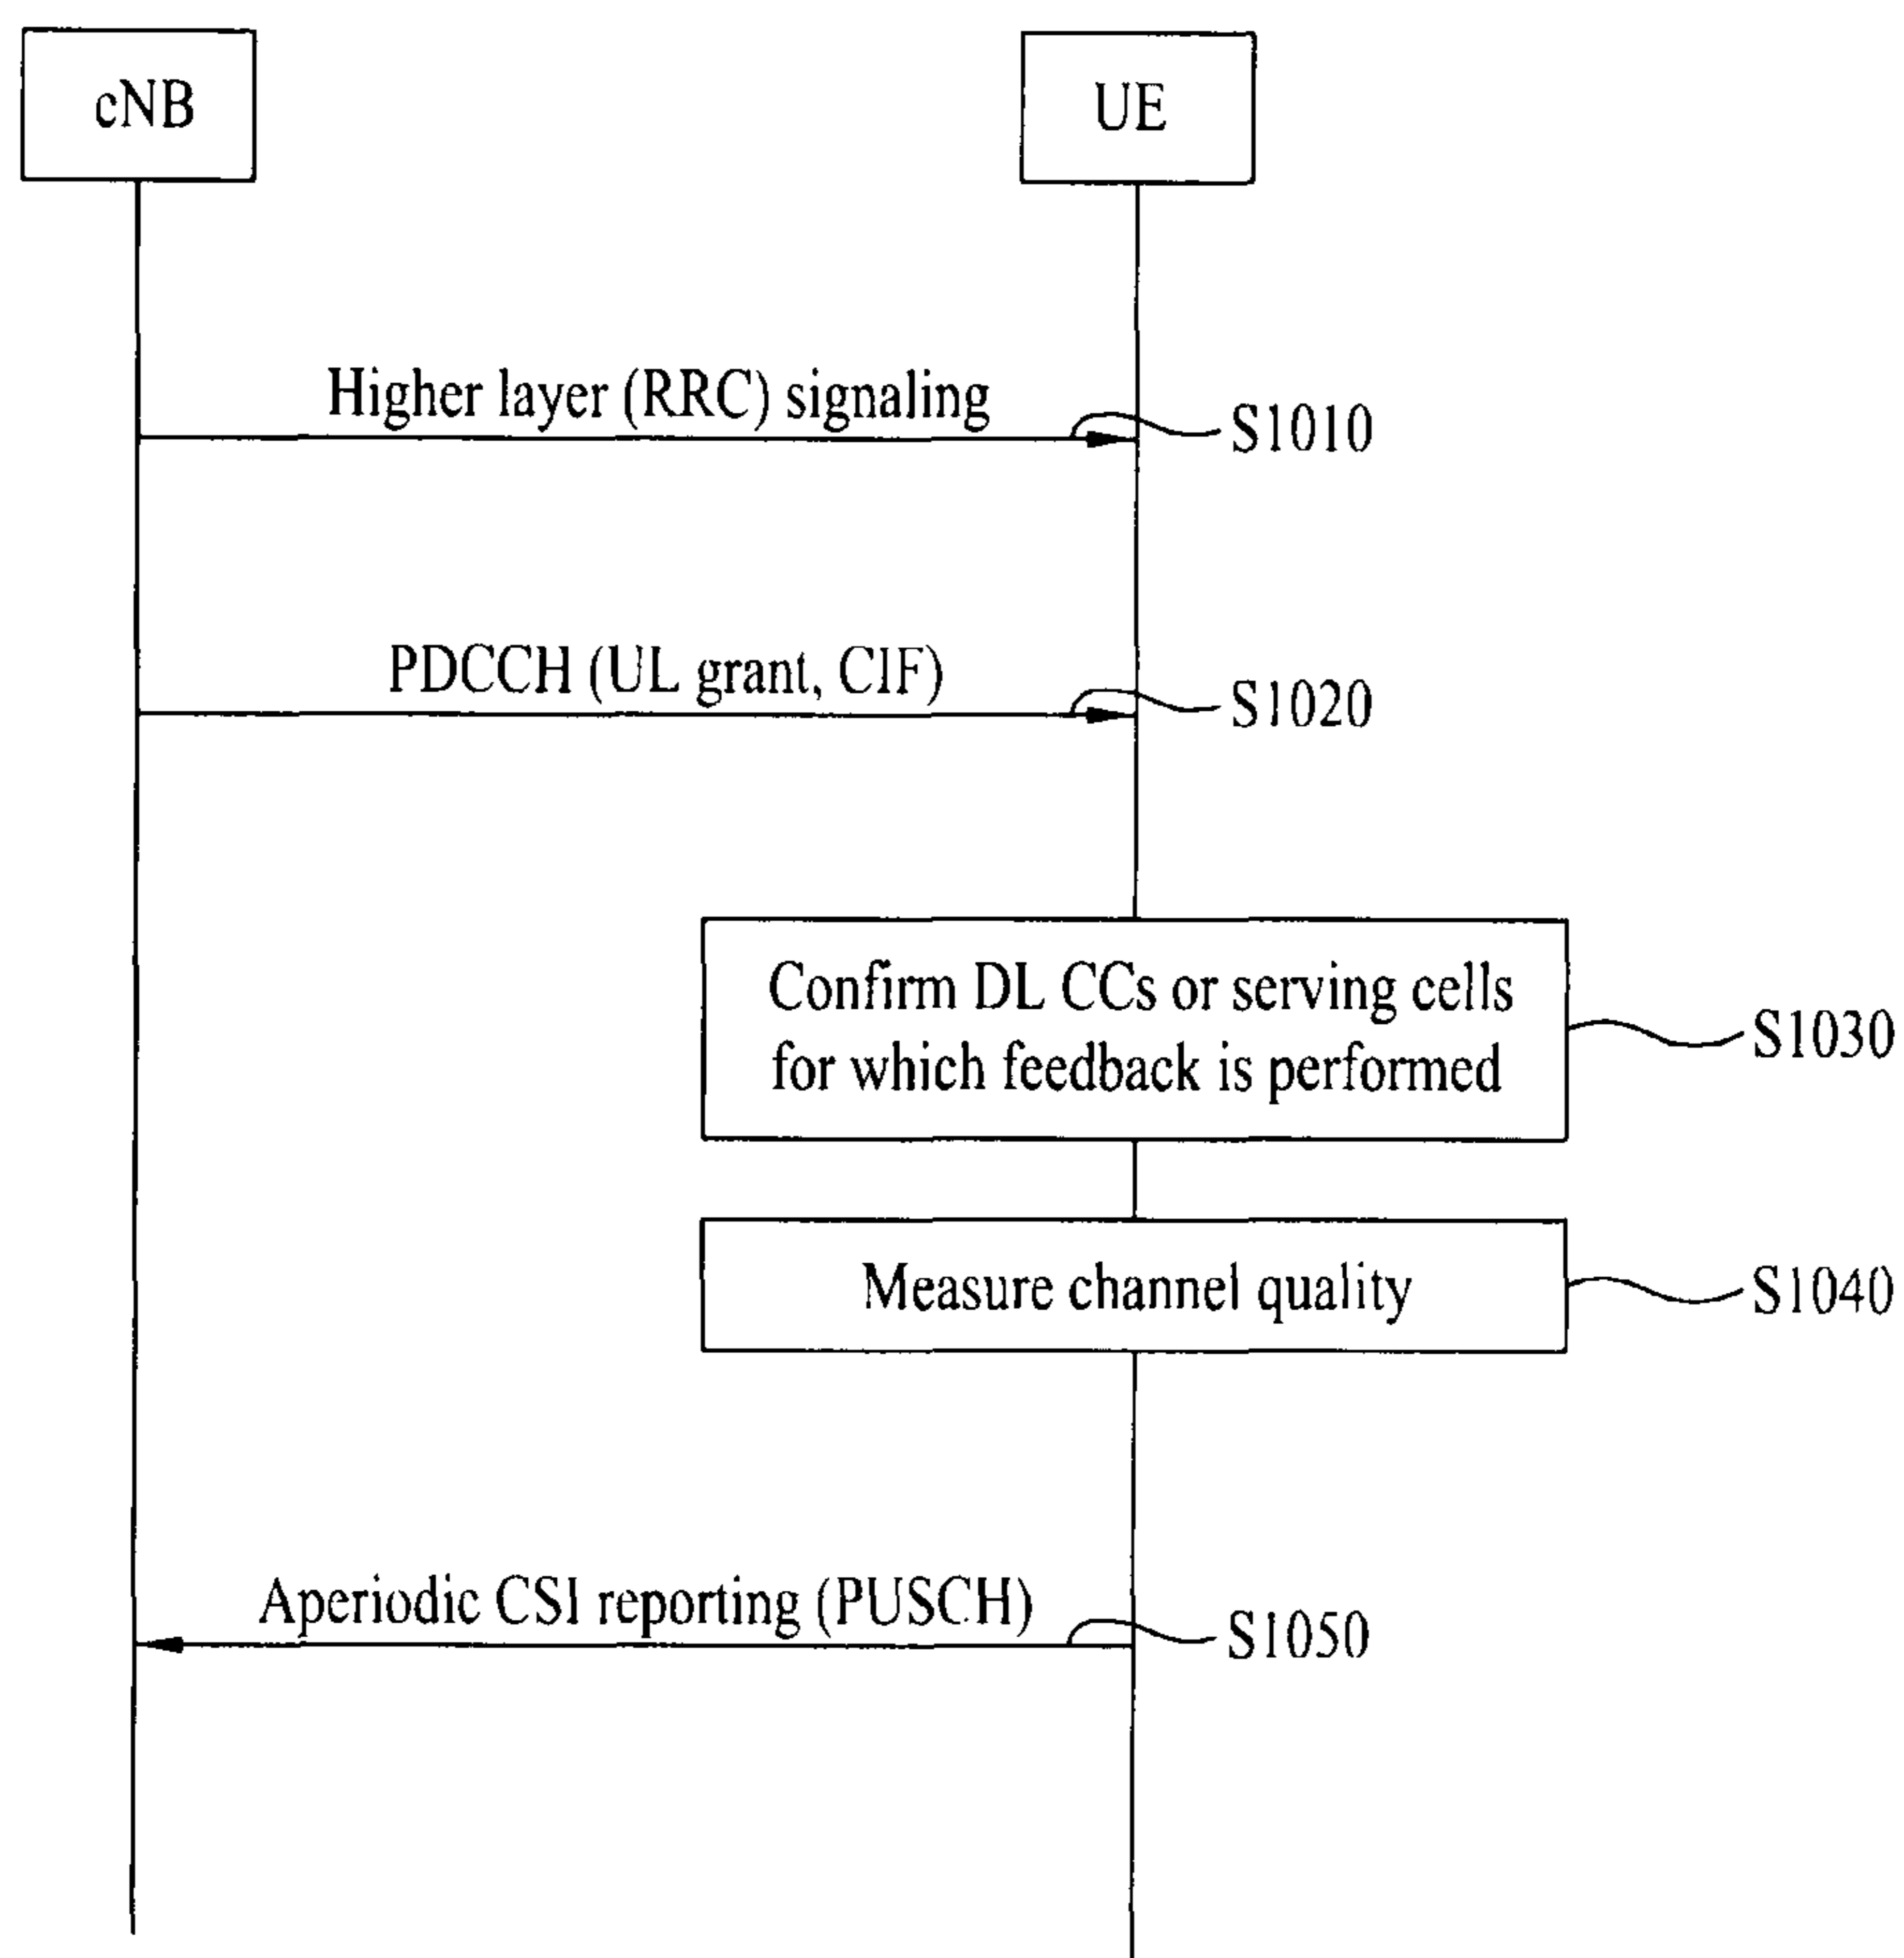 cNB
UE
Higher layer (RRC) signaling
S1010
PDCCH (UL grant, CIF)
S1020
Confirm DL CCs or serving cells
for which feedback is performed
S1030
Measure channel quality
S1040
Aperiodic CSI reporting (PUSCH)
S1050